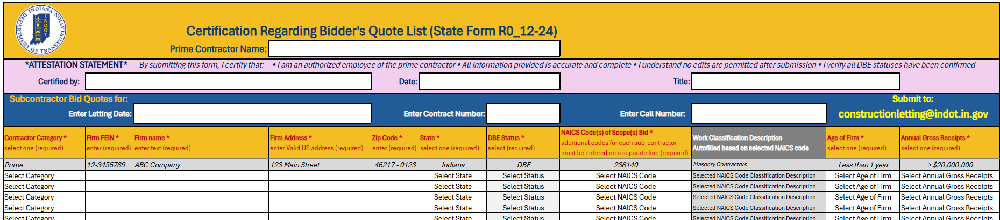 INDIANA
DEPARTMENT OF TRANSPORTATION
INDOT
Certification Regarding Bidder's Quote List (State Form R0_12-24)
Prime Contractor Name:
*ATTESTATION STATEMENT* By submitting this form, I certify that: • I am an authorized employee of the prime contractor • All information provided is accurate and complete • I understand no edits are permitted after submission • I verify all DBE statuses have been confirmed
Certified by: Date: Title:
Subcontractor Bid Quotes for: Submit to:
Enter Letting Date: Enter Contract Number: Enter Call Number: constructionletting@indot.in.gov
Contractor Category * Firm FEIN * Firm name * Firm Address * Zip Code * State * DBE Status * NAICS Code(s) of Scope(s) Bid * Work Classification Description Age of Firm * Annual Gross Receipts *
select one (required) enter (required) enter text (required) enter Valid US address (required) enter (required) select one (required) select (required) additional codes for each sub-contractor Autofilled based on selected NAICS code select one (required) select one (required)
must be entered on a separate line (required)
Prime 12-3456789 ABC Company 123 Main Street 46217 - 0123 Indiana DBE 238140 Masonry Contractors Less than 1 year > $20,000,000
Select Category Select State Select Status Select NAICS Code Selected NAICS Code Classification Description Select Age of Firm Select Annual Gross Receipts
Select Category Select State Select Status Select NAICS Code Selected NAICS Code Classification Description Select Age of Firm Select Annual Gross Receipts
Select Category Select State Select Status Select NAICS Code Selected NAICS Code Classification Description Select Age of Firm Select Annual Gross Receipts
Select Category Select State Select Status Select NAICS Code Selected NAICS Code Classification Description Select Age of Firm Select Annual Gross Receipts
Select Category Select State Select Status Select NAICS Code Selected NAICS Code Classification Description Select Age of Firm Select Annual Gross Receipts